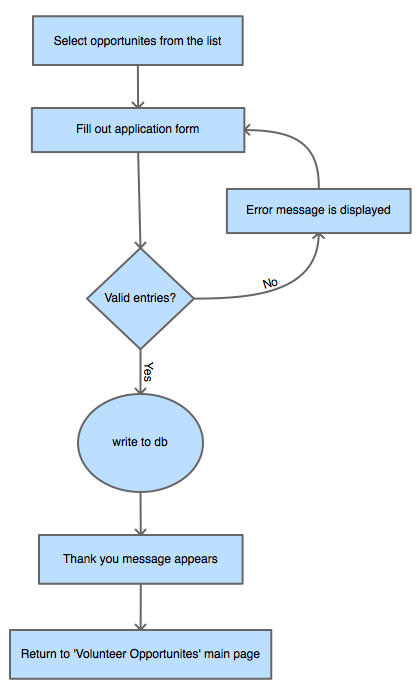 Select opportunites from the list
Fill out application form
Error message is displayed
Valid entries?
No
Yes
write to db
Thank you message appears
Return to 'Volunteer Opportunites' main page